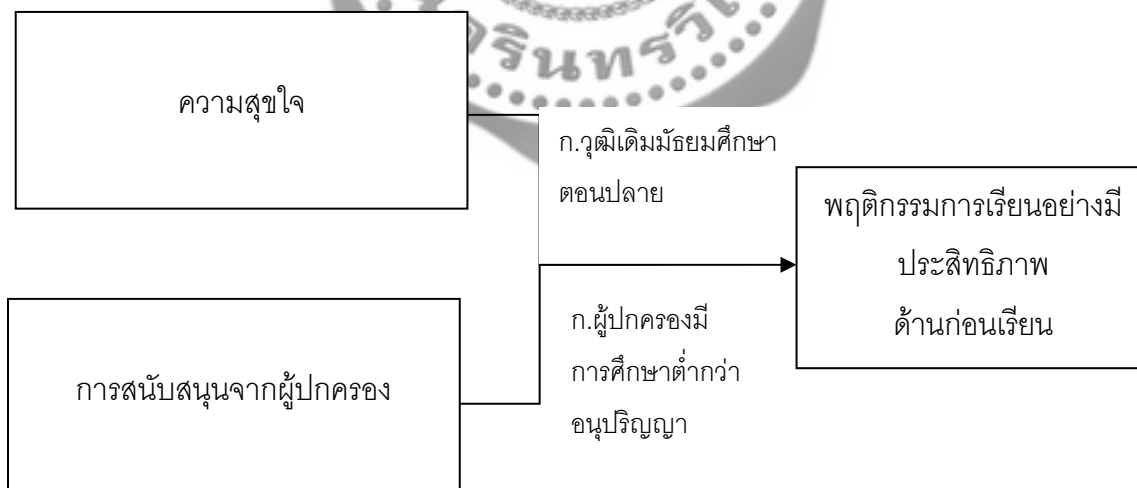 ความสุขใจ
ก.วุฒิเดิมมัธยมศึกษา
ตอนปลาย
พฤติกรรมการเรียนอย่างมี
ประสิทธิภาพ
ด้านก่อนเรียน
ก.ผู้ปกครองมี
การศึกษาต่ำกว่า
อนุปริญญา
การสนับสนุนจากผู้ปกครอง